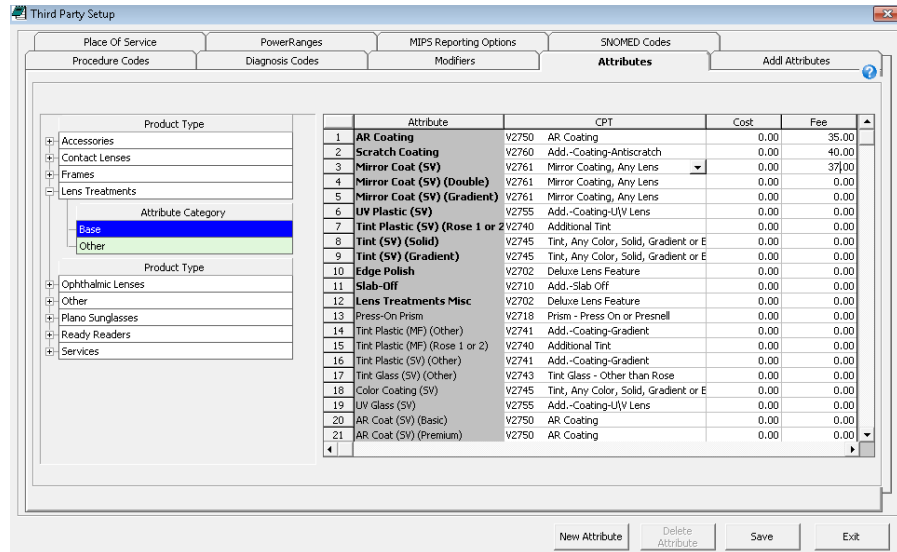 Third Party Setup
Place Of Service PowerRanges MIPS Reporting Options SNOMED Codes
Procedure Codes Diagnosis Codes Modifiers Attributes Addl Attributes
?
Product Type
Accessories
Contact Lenses
Frames
Lens Treatments
Attribute Category
Base
Other
Product Type
Ophthalmic Lenses
Other
Plano Sunglasses
Ready Readers
Services
Attribute CPT Cost Fee
1 AR Coating V2750 AR Coating 0.00 35.00
2 Scratch Coating V2760 Add.-Coating-Antiscratch 0.00 40.00
3 Mirror Coat (SV) V2761 Mirror Coating, Any Lens 0.00 37.00
4 Mirror Coat (SV) (Double) V2761 Mirror Coating, Any Lens 0.00 0.00
5 Mirror Coat (SV) (Gradient) V2761 Mirror Coating, Any Lens 0.00 0.00
6 UV Plastic (SV) V2755 Add.-Coating-U\V Lens 0.00 0.00
7 Tint Plastic (SV) (Rose 1 or 2 V2740 Additional Tint 0.00 0.00
8 Tint (SV) (Solid) V2745 Tint, Any Color, Solid, Gradient or E 0.00 0.00
9 Tint (SV) (Gradient) V2745 Tint, Any Color, Solid, Gradient or E 0.00 0.00
10 Edge Polish V2702 Deluxe Lens Feature 0.00 0.00
11 Slab-Off V2710 Add.-Slab Off 0.00 0.00
12 Lens Treatments Misc V2702 Deluxe Lens Feature 0.00 0.00
13 Press-On Prism V2718 Prism - Press On or Presnell 0.00 0.00
14 Tint Plastic (MF) (Other) V2741 Add.-Coating-Gradient 0.00 0.00
15 Tint Plastic (MF) (Rose 1 or 2) V2740 Additional Tint 0.00 0.00
16 Tint Plastic (SV) (Other) V2741 Add.-Coating-Gradient 0.00 0.00
17 Tint Glass (SV) (Other) V2743 Tint Glass - Other than Rose 0.00 0.00
18 Color Coating (SV) V2745 Tint, Any Color, Solid, Gradient or E 0.00 0.00
19 UV Glass (SV) V2755 Add.-Coating-U\V Lens 0.00 0.00
20 AR Coat (SV) (Basic) V2750 AR Coating 0.00 0.00
21 AR Coat (SV) (Premium) V2750 AR Coating 0.00 0.00
New Attribute Delete Attribute Save Exit